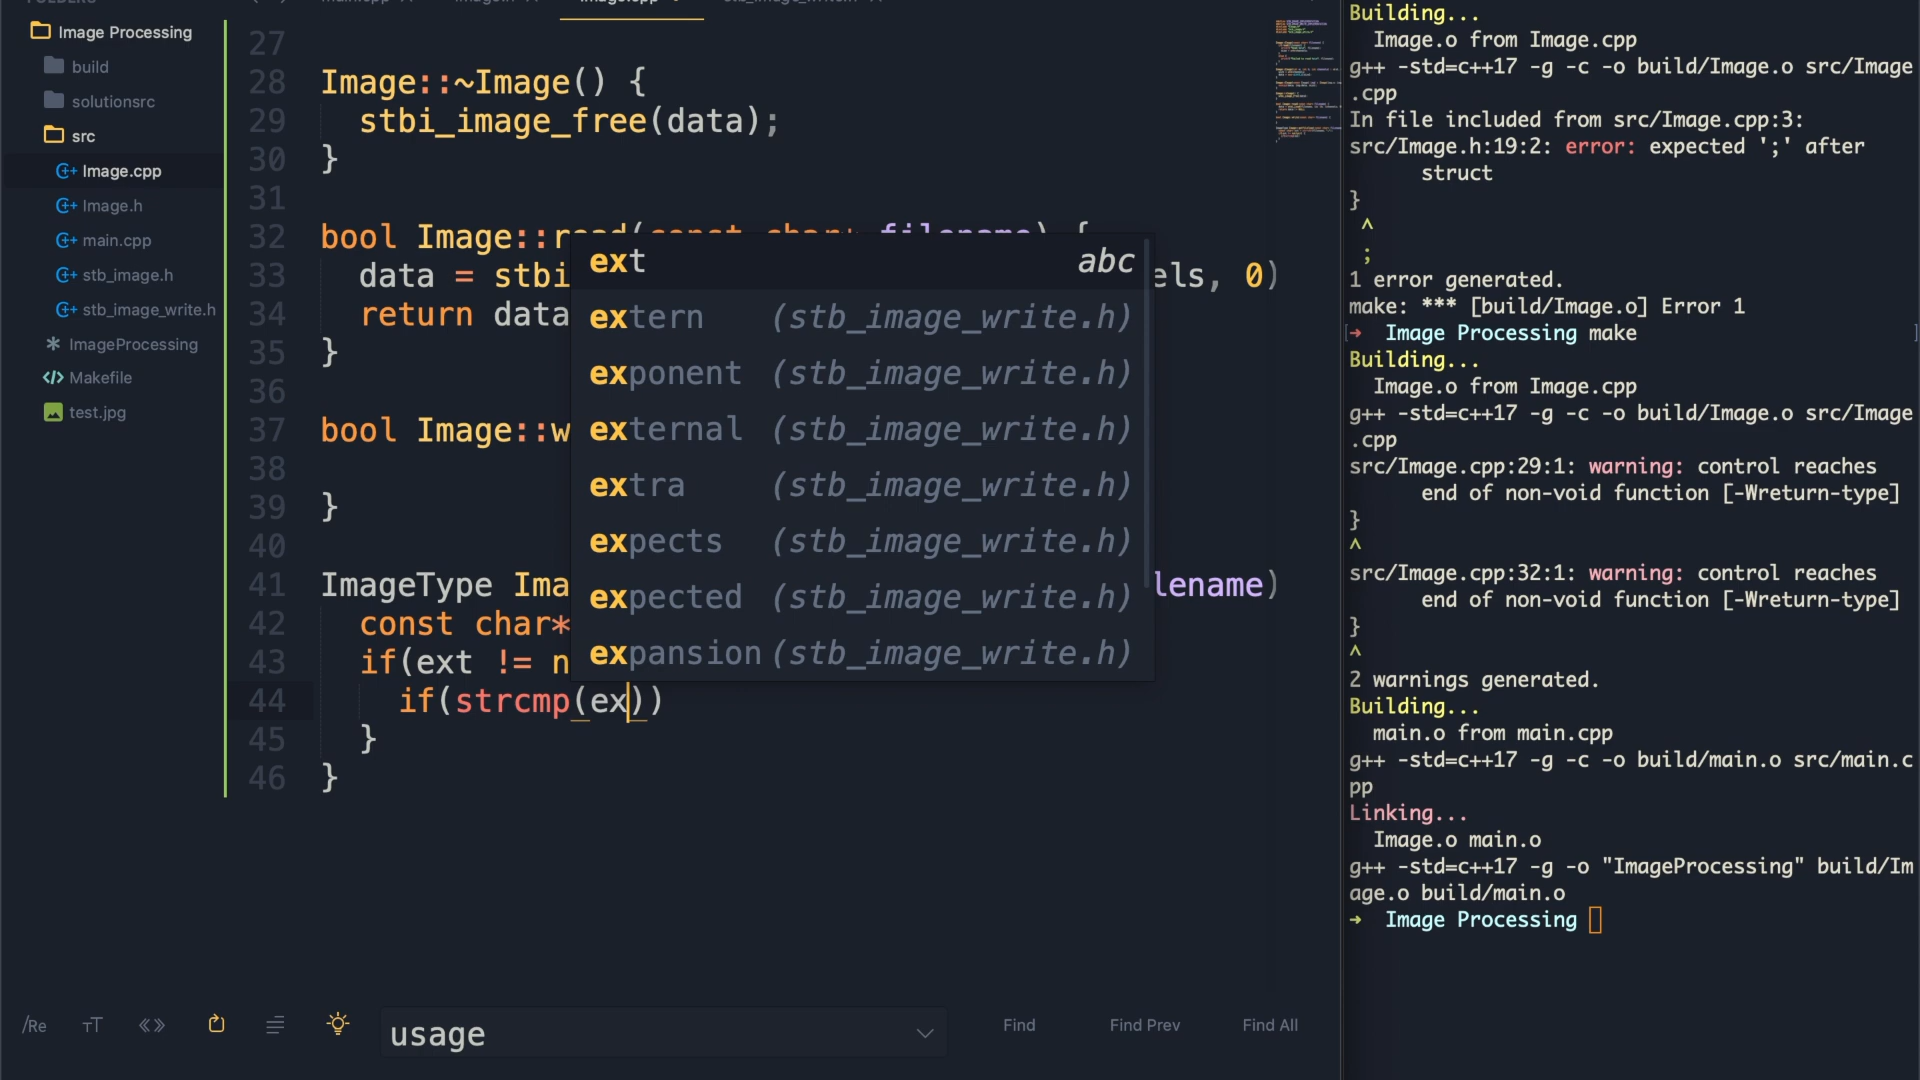 Image Processing
build
solutionsrc
src
Image.cpp
Image.h
main.cpp
stb_image.h
stb_image_write.h
ImageProcessing
Makefile
test.jpg
27
28 Image::~Image() {
29 stbi_image_free(data);
30 }
31
32 bool Image::read(const char* filename) {
33 data = stbi els, 0)
34 return data
35 }
36
37 bool Image::w
38
39 }
40
41 ImageType Ima lename)
42 const char*
43 if(ext != n
44 if(strcmp(ex))
45 }
46 }
ext abc
extern (stb_image_write.h)
exponent (stb_image_write.h)
external (stb_image_write.h)
extra (stb_image_write.h)
expects (stb_image_write.h)
expected (stb_image_write.h)
expansion (stb_image_write.h)
/Re
usage
Find
Find Prev
Find All
Building...
Image.o from Image.cpp
g++ -std=c++17 -g -c -o build/Image.o src/Image
.cpp
In file included from src/Image.cpp:3:
src/Image.h:19:2: error: expected ';' after
struct
}
^
;
1 error generated.
make: *** [build/Image.o] Error 1
[➜ Image Processing make ]
Building...
Image.o from Image.cpp
g++ -std=c++17 -g -c -o build/Image.o src/Image
.cpp
src/Image.cpp:29:1: warning: control reaches
end of non-void function [-Wreturn-type]
}
^
src/Image.cpp:32:1: warning: control reaches
end of non-void function [-Wreturn-type]
}
^
2 warnings generated.
Building...
main.o from main.cpp
g++ -std=c++17 -g -c -o build/main.o src/main.c
pp
Linking...
Image.o main.o
g++ -std=c++17 -g -o "ImageProcessing" build/Im
age.o build/main.o
➜ Image Processing